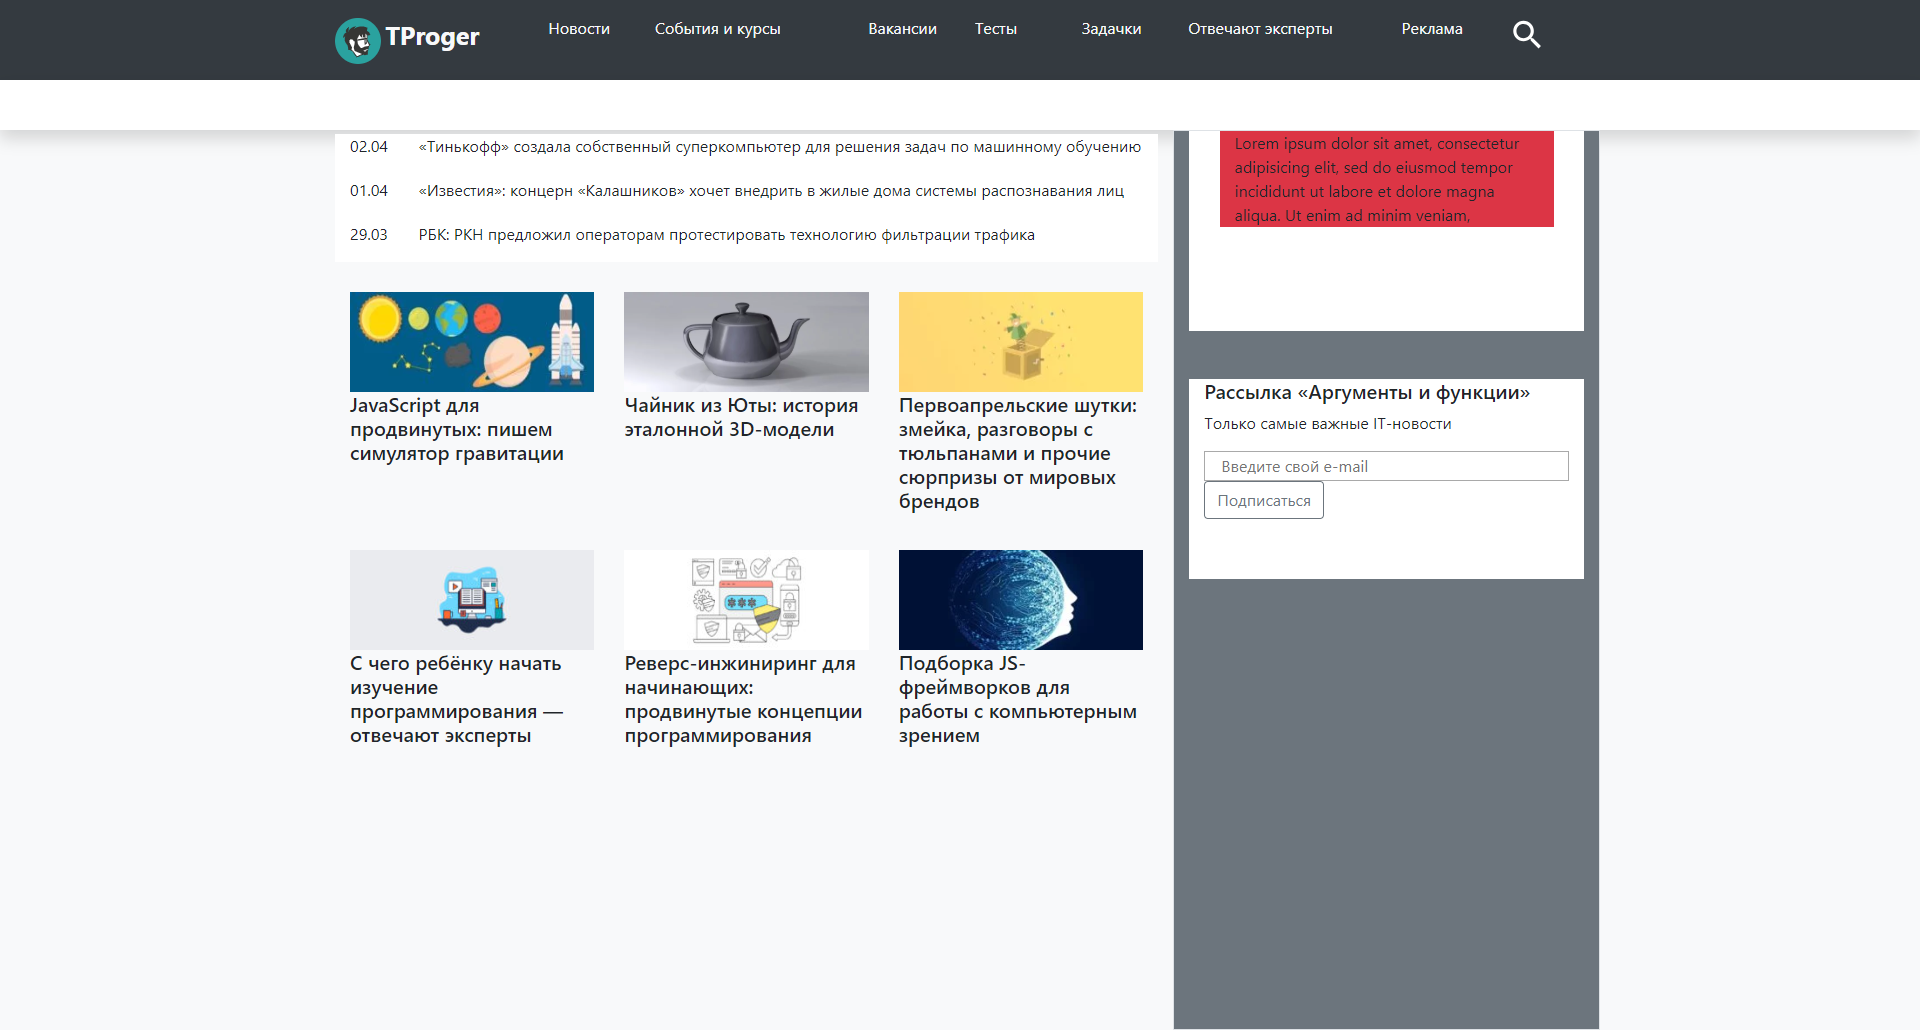 TProger
Новости
События и курсы
Вакансии
Тесты
Задачки
Отвечают эксперты
Реклама
02.04 «Тинькофф» создала собственный суперкомпьютер для решения задач по машинному обучению
01.04 «Известия»: концерн «Калашников» хочет внедрить в жилые дома системы распознавания лиц
29.03 РБК: РКН предложил операторам протестировать технологию фильтрации трафика
JavaScript для
продвинутых: пишем
симулятор гравитации
Чайник из Юты: история
эталонной 3D-модели
Первоапрельские шутки:
змейка, разговоры с
тюльпанами и прочие
сюрпризы от мировых
брендов
С чего ребёнку начать
изучение
программирования —
отвечают эксперты
Реверс-инжиниринг для
начинающих:
продвинутые концепции
программирования
Подборка JS-
фреймворков для
работы с компьютерным
зрением
Lorem ipsum dolor sit amet, consectetur
adipisicing elit, sed do eiusmod tempor
incididunt ut labore et dolore magna
aliqua. Ut enim ad minim veniam,
Рассылка «Аргументы и функции»
Только самые важные IT-новости
Введите свой e-mail
Подписаться